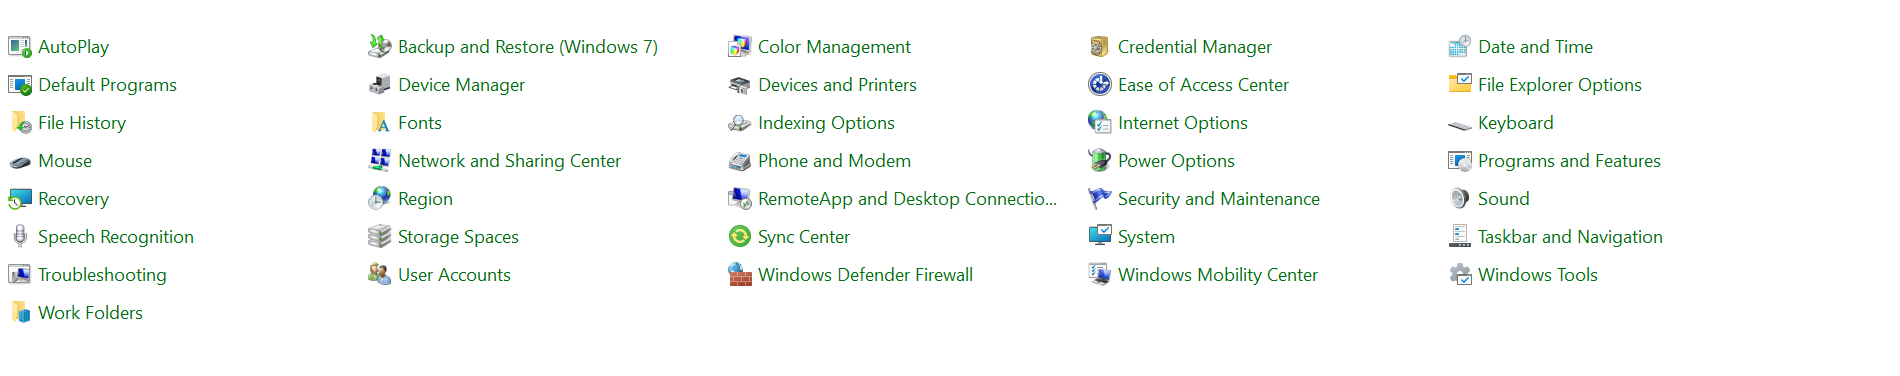 AutoPlay
Backup and Restore (Windows 7)
Color Management
Credential Manager
Date and Time
Default Programs
Device Manager
Devices and Printers
Ease of Access Center
File Explorer Options
File History
Fonts
Indexing Options
Internet Options
Keyboard
Mouse
Network and Sharing Center
Phone and Modem
Power Options
Programs and Features
Recovery
Region
RemoteApp and Desktop Connectio...
Security and Maintenance
Sound
Speech Recognition
Storage Spaces
Sync Center
System
Taskbar and Navigation
Troubleshooting
User Accounts
Windows Defender Firewall
Windows Mobility Center
Windows Tools
Work Folders